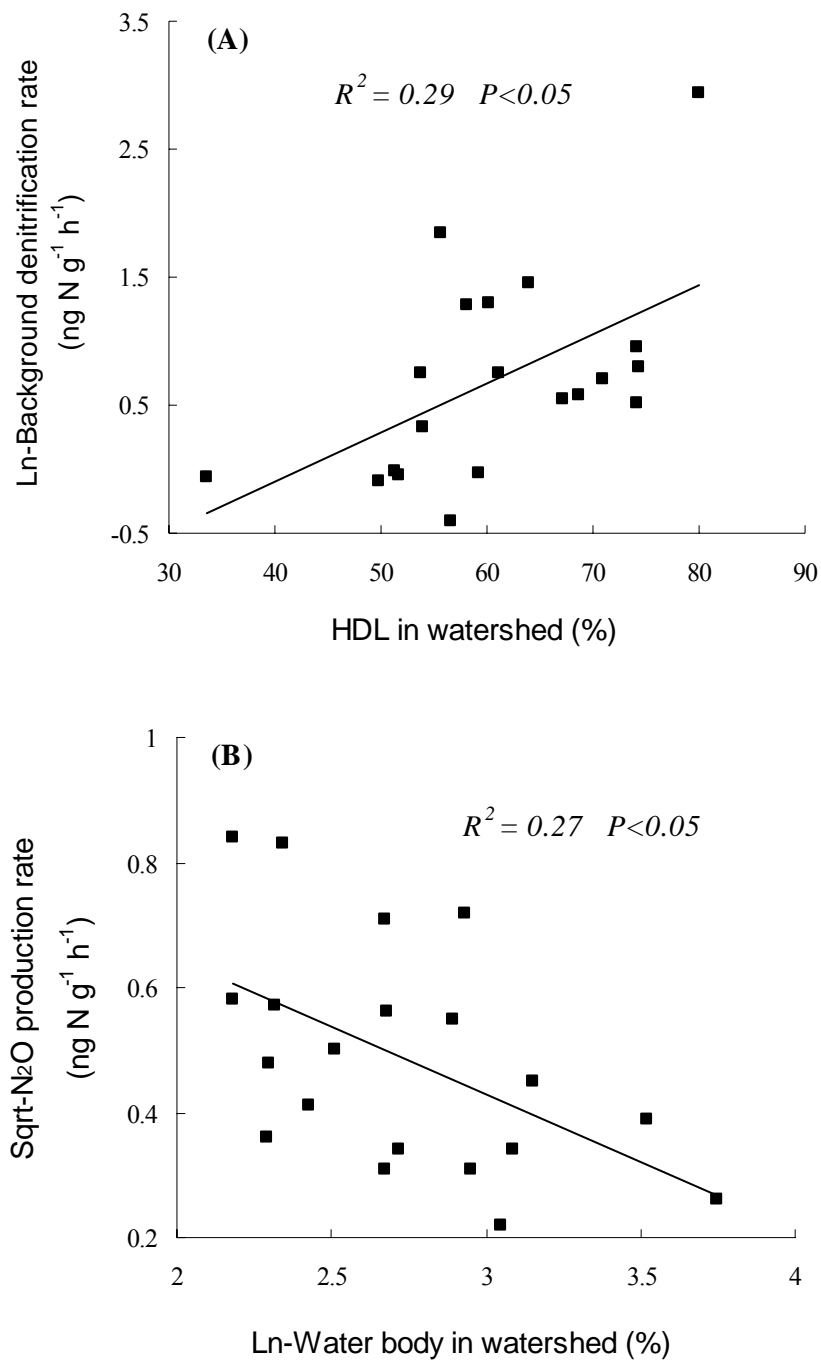 (A)
R² = 0.29 P<0.05
Ln-Background denitrification rate
(ng N g⁻¹ h⁻¹)
3.5
2.5
1.5
0.5
-0.5
30 40 50 60 70 80 90
HDL in watershed (%)
(B)
R² = 0.27 P<0.05
Sqrt-N₂O production rate
(ng N g⁻¹ h⁻¹)
1
0.8
0.6
0.4
0.2
2 2.5 3 3.5 4
Ln-Water body in watershed (%)